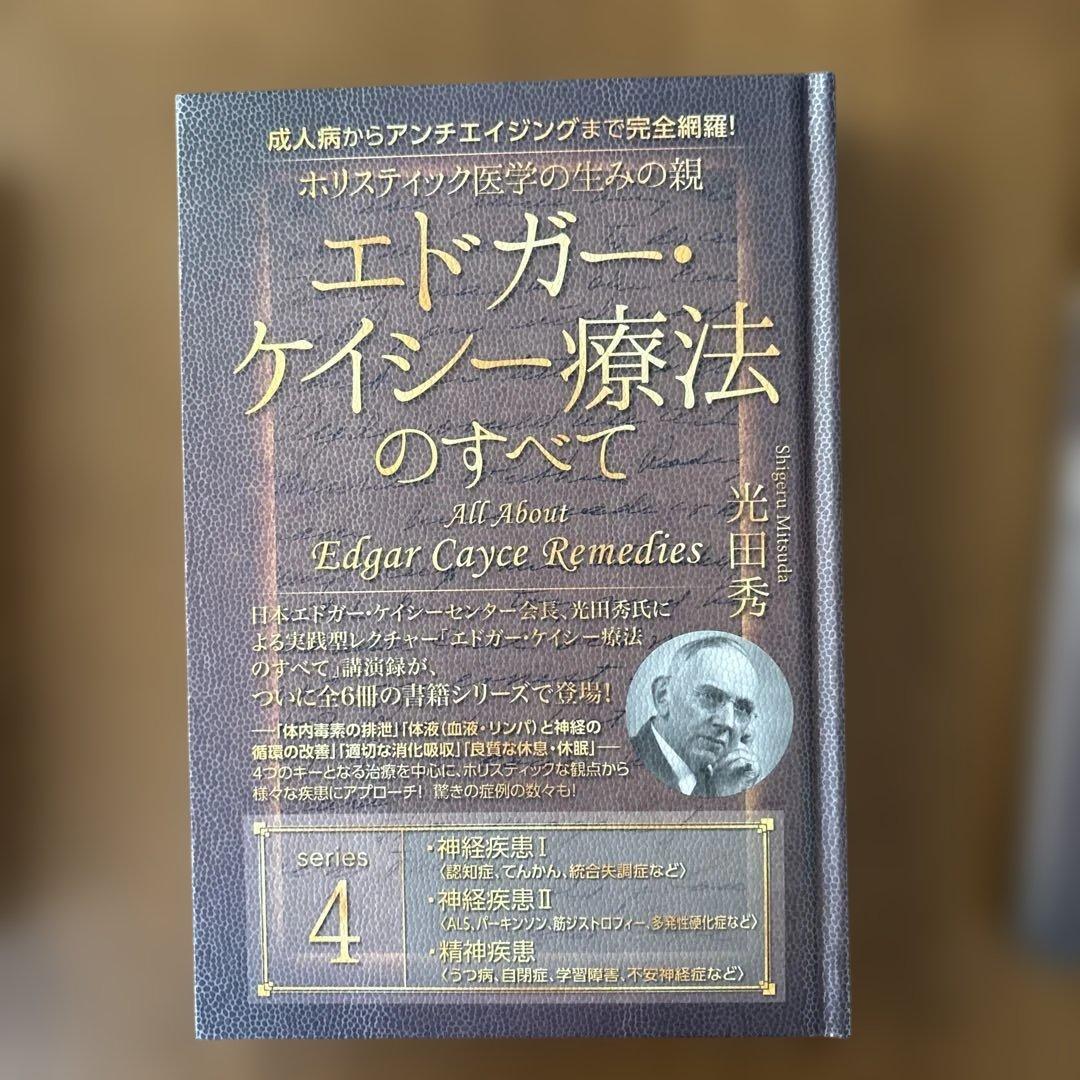 成人病からアンチエイジングまで完全網羅!
ホリスティック医学の生みの親
エドガー・
ケイシー療法
のすべて
All About
Edgar Cayce Remedies
Shigeru Mitsuda
光田秀
日本エドガー・ケイシーセンター会長、光田秀氏に
よる実践型レクチャー「エドガー・ケイシー療法
のすべて」講演録が、
ついに全6冊の書籍シリーズで登場!
―「体内毒素の排泄」「体液(血液・リンパ)と神経の
循環の改善」「適切な消化吸収」「良質な休息・休眠」―
4つのキーとなる治療を中心に、ホリスティックな観点から
様々な疾患にアプローチ! 驚きの症例の数々も!
series
4
・神経疾患Ⅰ
〈認知症、てんかん、統合失調症など〉
・神経疾患Ⅱ
〈ALS、パーキンソン、筋ジストロフィー、多発性硬化症など〉
・精神疾患
〈うつ病、自閉症、学習障害、不安神経症など〉